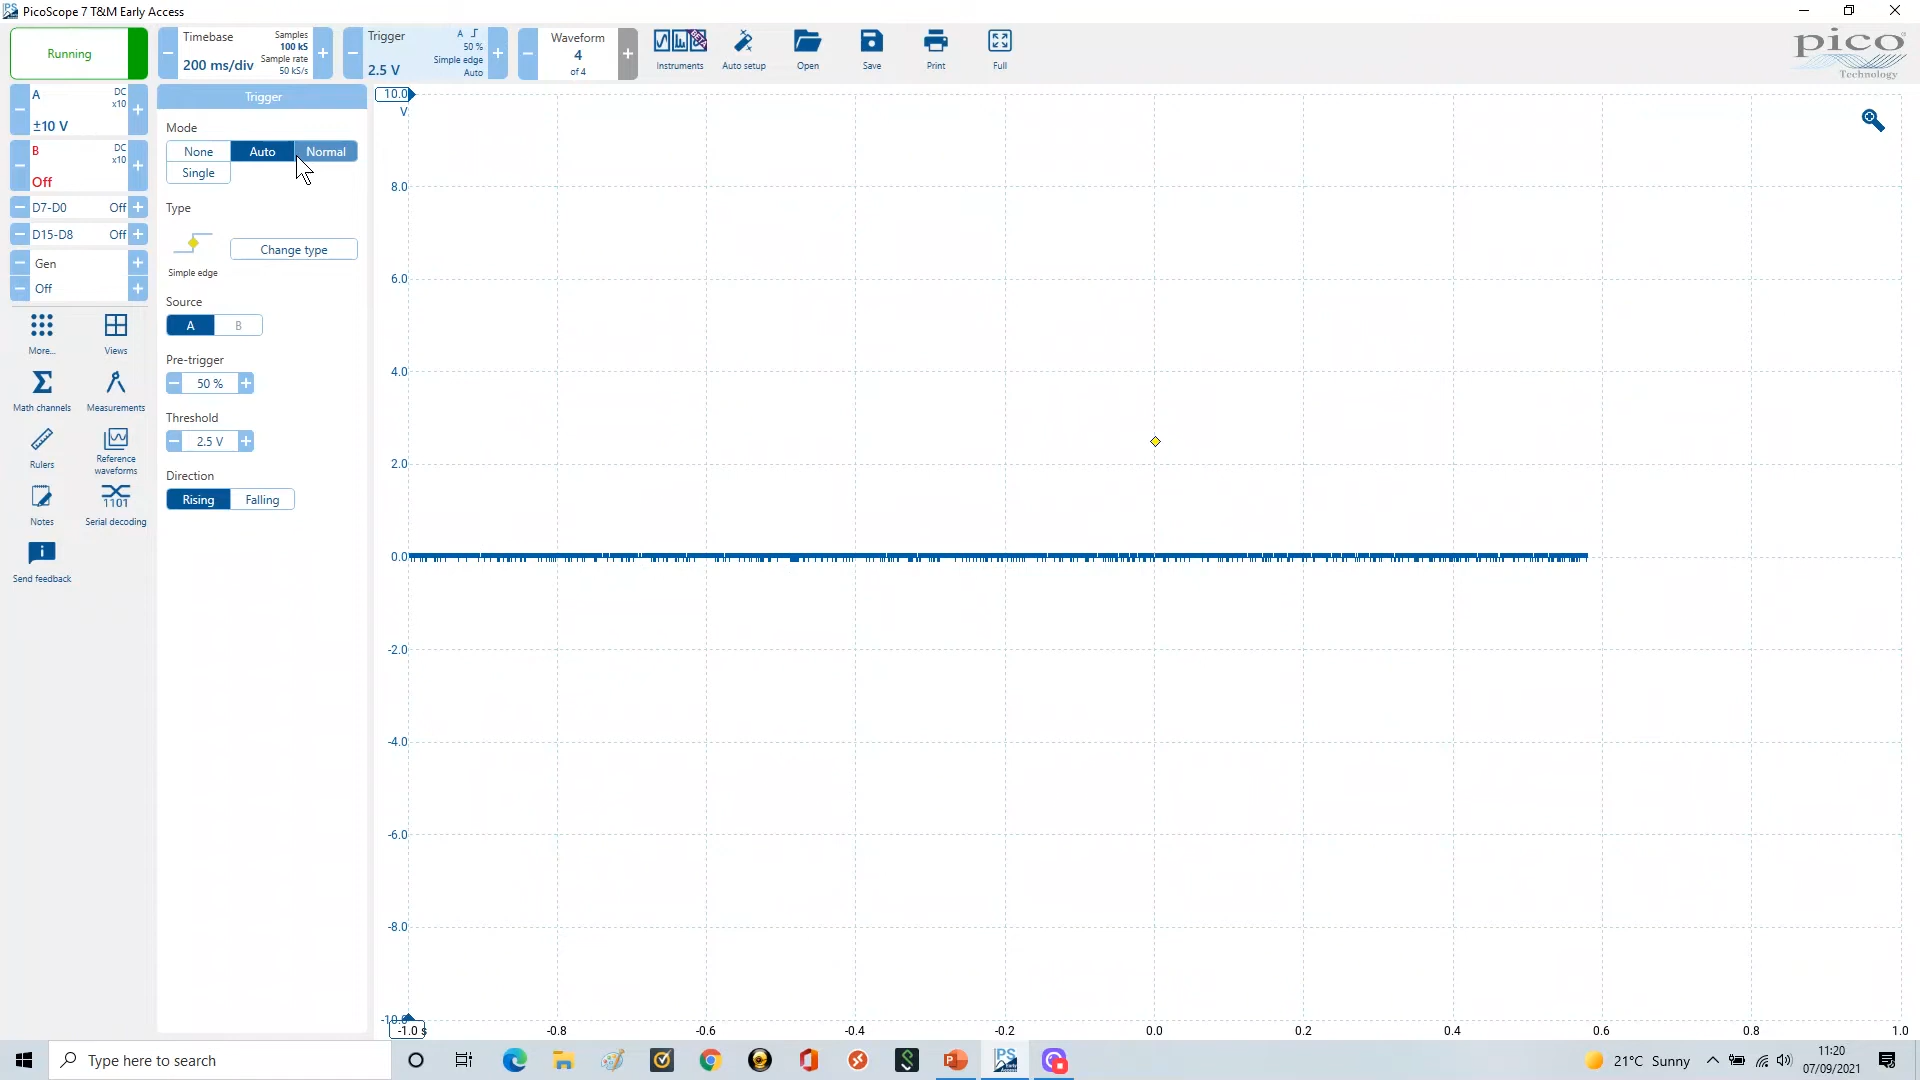 PicoScope 7 T&M Early Access
Running
Timebase
200 ms/div
Samples
100 kS
Sample rate
50 kS/s
Trigger
2.5 V
A
50 %
Simple edge
Auto
Waveform
4
of 4
Instruments
Auto setup
Open
Save
Print
Full
pico
Technology
A
DC
x10
±10 V
B
DC
x10
Off
D7-D0 Off
D15-D8 Off
Gen
Off
More...
Views
Math channels
Measurements
Rulers
Reference
waveforms
Notes
1101
Serial decoding
Send feedback
Trigger
Mode
None Auto Normal
Single
Type
Simple edge
Change type
Source
A B
Pre-trigger
50 %
Threshold
2.5 V
Direction
Rising Falling
10.0
V
8.0
6.0
4.0
2.0
0.0
-2.0
-4.0
-6.0
-8.0
-10.0
-1.0 s -0.8 -0.6 -0.4 -0.2 0.0 0.2 0.4 0.6 0.8 1.0
Type here to search
21°C Sunny
11:20
07/09/2021